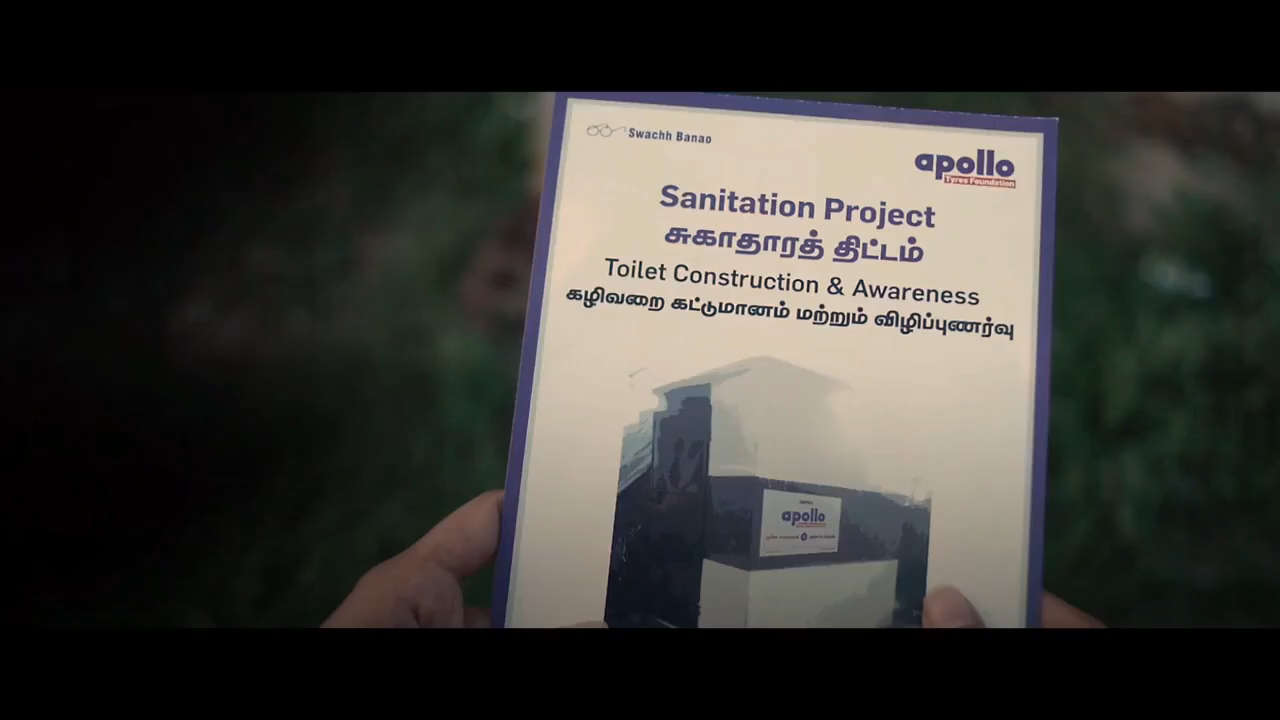 Swachh Banao
apollo
Tyres Foundation
Sanitation Project
சுகாதாரத் திட்டம்
Toilet Construction & Awareness
கழிவறை கட்டுமானம் மற்றும் விழிப்புணர்வு
apollo